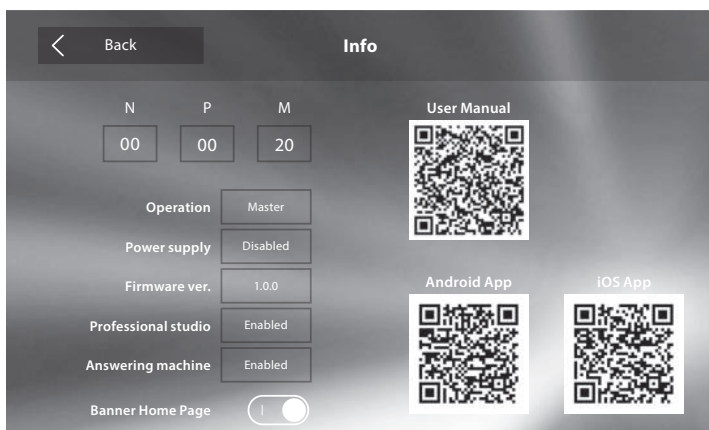 Back
Info
N P M
00 00 20
Operation Master
Power supply Disabled
Firmware ver. 1.0.0
Professional studio Enabled
Answering machine Enabled
Banner Home Page
User Manual
Android App iOS App